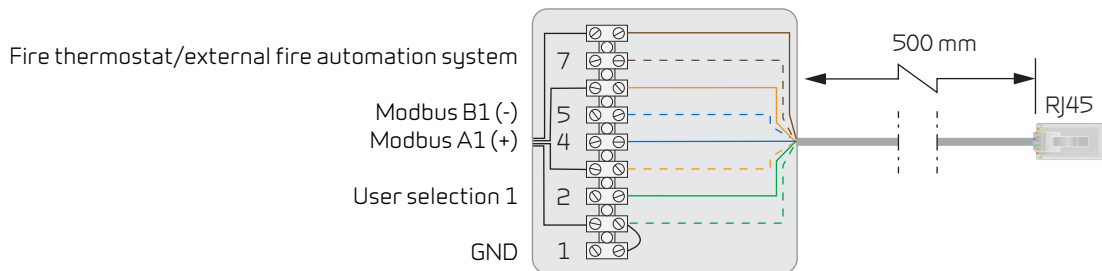 500 mm
Fire thermostat/external fire automation system 7
RJ45
Modbus B1 (-) 5
Modbus A1 (+) 4
User selection 1 2
GND 1